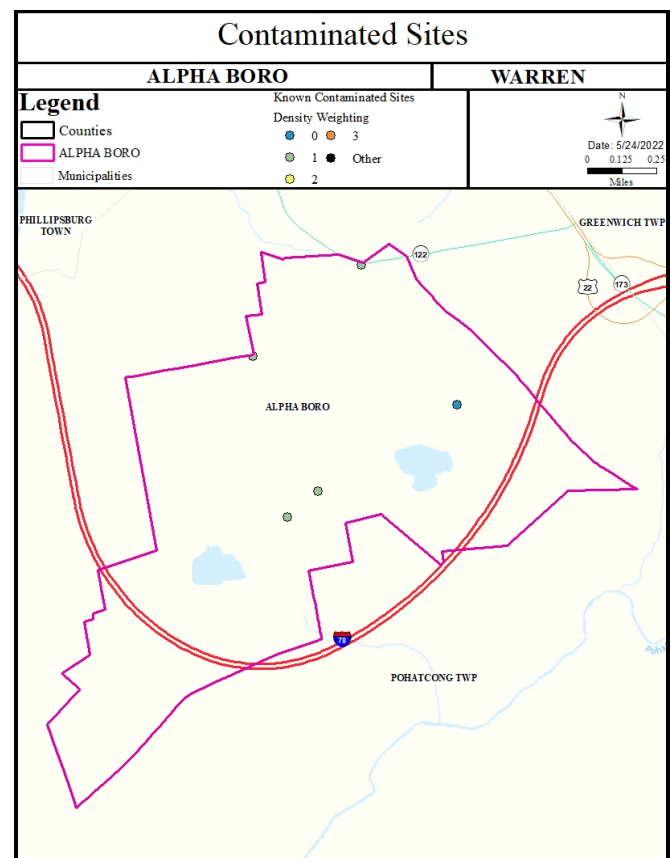 Contaminated Sites
ALPHA BORO
WARREN
Legend
Counties
ALPHA BORO
Municipalities
Known Contaminated Sites
Density Weighting
0
3
1
Other
2
N
Date: 5/24/2022
0 0.125 0.25
Miles
PHILLIPSBURG
TOWN
GREENWICH TWP
122
22
173
ALPHA BORO
78
POHATCONG TWP